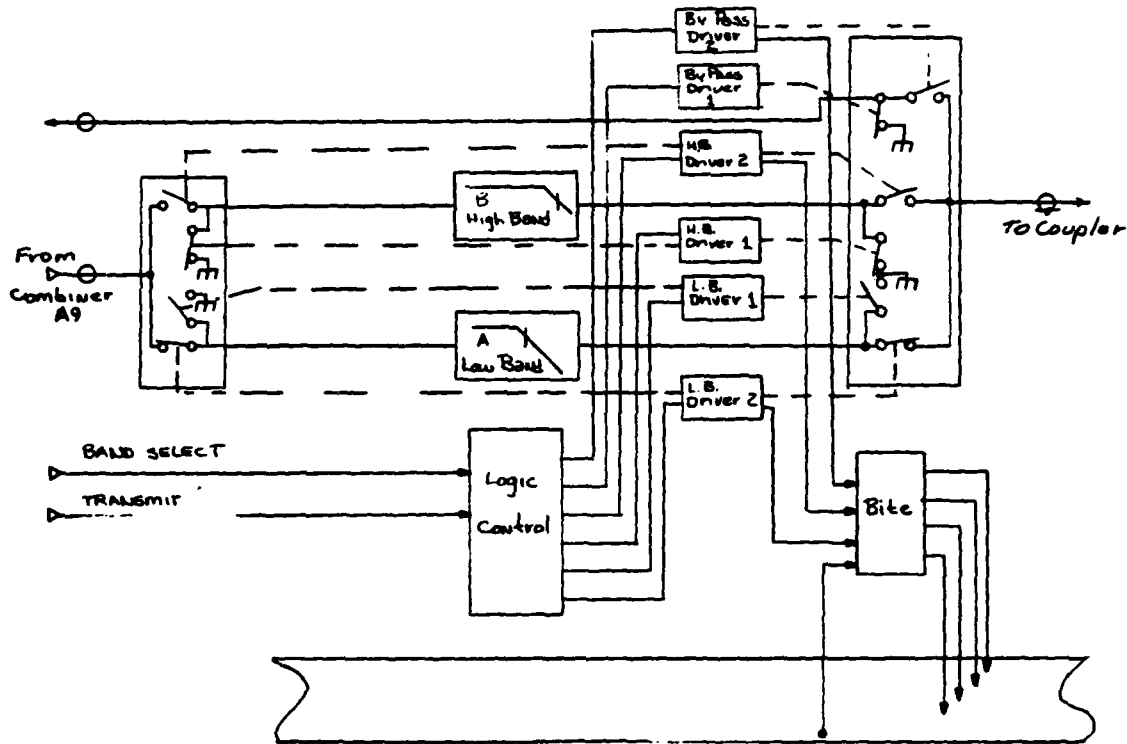 By Pass
Driver
2
By Pass
Driver
1
H.B.
Driver 2
B
High Band
H.B.
Driver 1
To Coupler
From
Combiner
A9
L.B.
Driver 1
A
Low Band
L.B.
Driver 2
BAND SELECT
TRANSMIT
Logic
Control
Bite